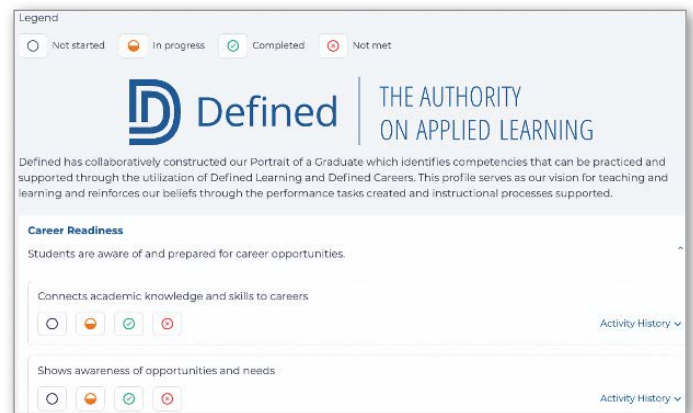 Legend
Not started In progress Completed Not met
Defined THE AUTHORITY
ON APPLIED LEARNING
Defined has collaboratively constructed our Portrait of a Graduate which identifies competencies that can be practiced and
supported through the utilization of Defined Learning and Defined Careers. This profile serves as our vision for teaching and
learning and reinforces our beliefs through the performance tasks created and instructional processes supported.
Career Readiness
Students are aware of and prepared for career opportunities.
Connects academic knowledge and skills to careers
Activity History
Shows awareness of opportunities and needs
Activity History